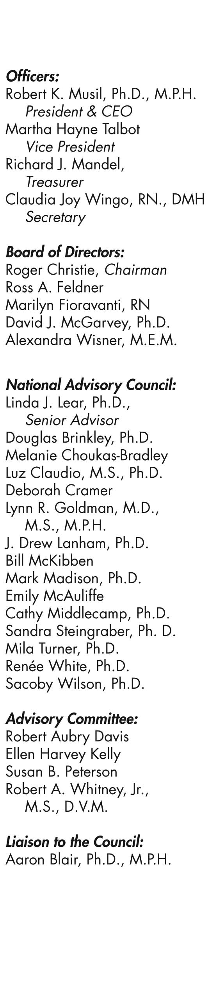 Officers:
Robert K. Musil, Ph.D., M.P.H.
President & CEO
Martha Hayne Talbot
Vice President
Richard J. Mandel,
Treasurer
Claudia Joy Wingo, RN., DMH
Secretary
Board of Directors:
Roger Christie, Chairman
Ross A. Feldner
Marilyn Fioravanti, RN
David J. McGarvey, Ph.D.
Alexandra Wisner, M.E.M.
National Advisory Council:
Linda J. Lear, Ph.D.,
Senior Advisor
Douglas Brinkley, Ph.D.
Melanie Choukas-Bradley
Luz Claudio, M.S., Ph.D.
Deborah Cramer
Lynn R. Goldman, M.D.,
M.S., M.P.H.
J. Drew Lanham, Ph.D.
Bill McKibben
Mark Madison, Ph.D.
Emily McAuliffe
Cathy Middlecamp, Ph.D.
Sandra Steingraber, Ph. D.
Mila Turner, Ph.D.
Renée White, Ph.D.
Sacoby Wilson, Ph.D.
Advisory Committee:
Robert Aubry Davis
Ellen Harvey Kelly
Susan B. Peterson
Robert A. Whitney, Jr.,
M.S., D.V.M.
Liaison to the Council:
Aaron Blair, Ph.D., M.P.H.